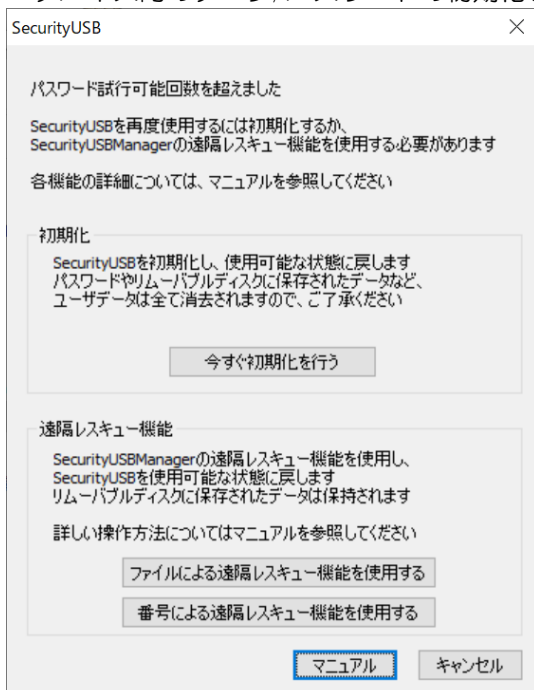 SecurityUSB
パスワード試行可能回数を超えました
SecurityUSBを再度使用するには初期化するか、
SecurityUSBManagerの遠隔レスキュー機能を使用する必要があります
各機能の詳細については、マニュアルを参照してください
初期化
SecurityUSBを初期化し、使用可能な状態に戻します
パスワードやリムーバブルディスクに保存されたデータなど、
ユーザデータは全て消去されますので、ご了承ください
今すぐ初期化を行う
遠隔レスキュー機能
SecurityUSBManagerの遠隔レスキュー機能を使用し、
SecurityUSBを使用可能な状態に戻します
リムーバブルディスクに保存されたデータは保持されます
詳しい操作方法についてはマニュアルを参照してください
ファイルによる遠隔レスキュー機能を使用する
番号による遠隔レスキュー機能を使用する
マニュアル
キャンセル